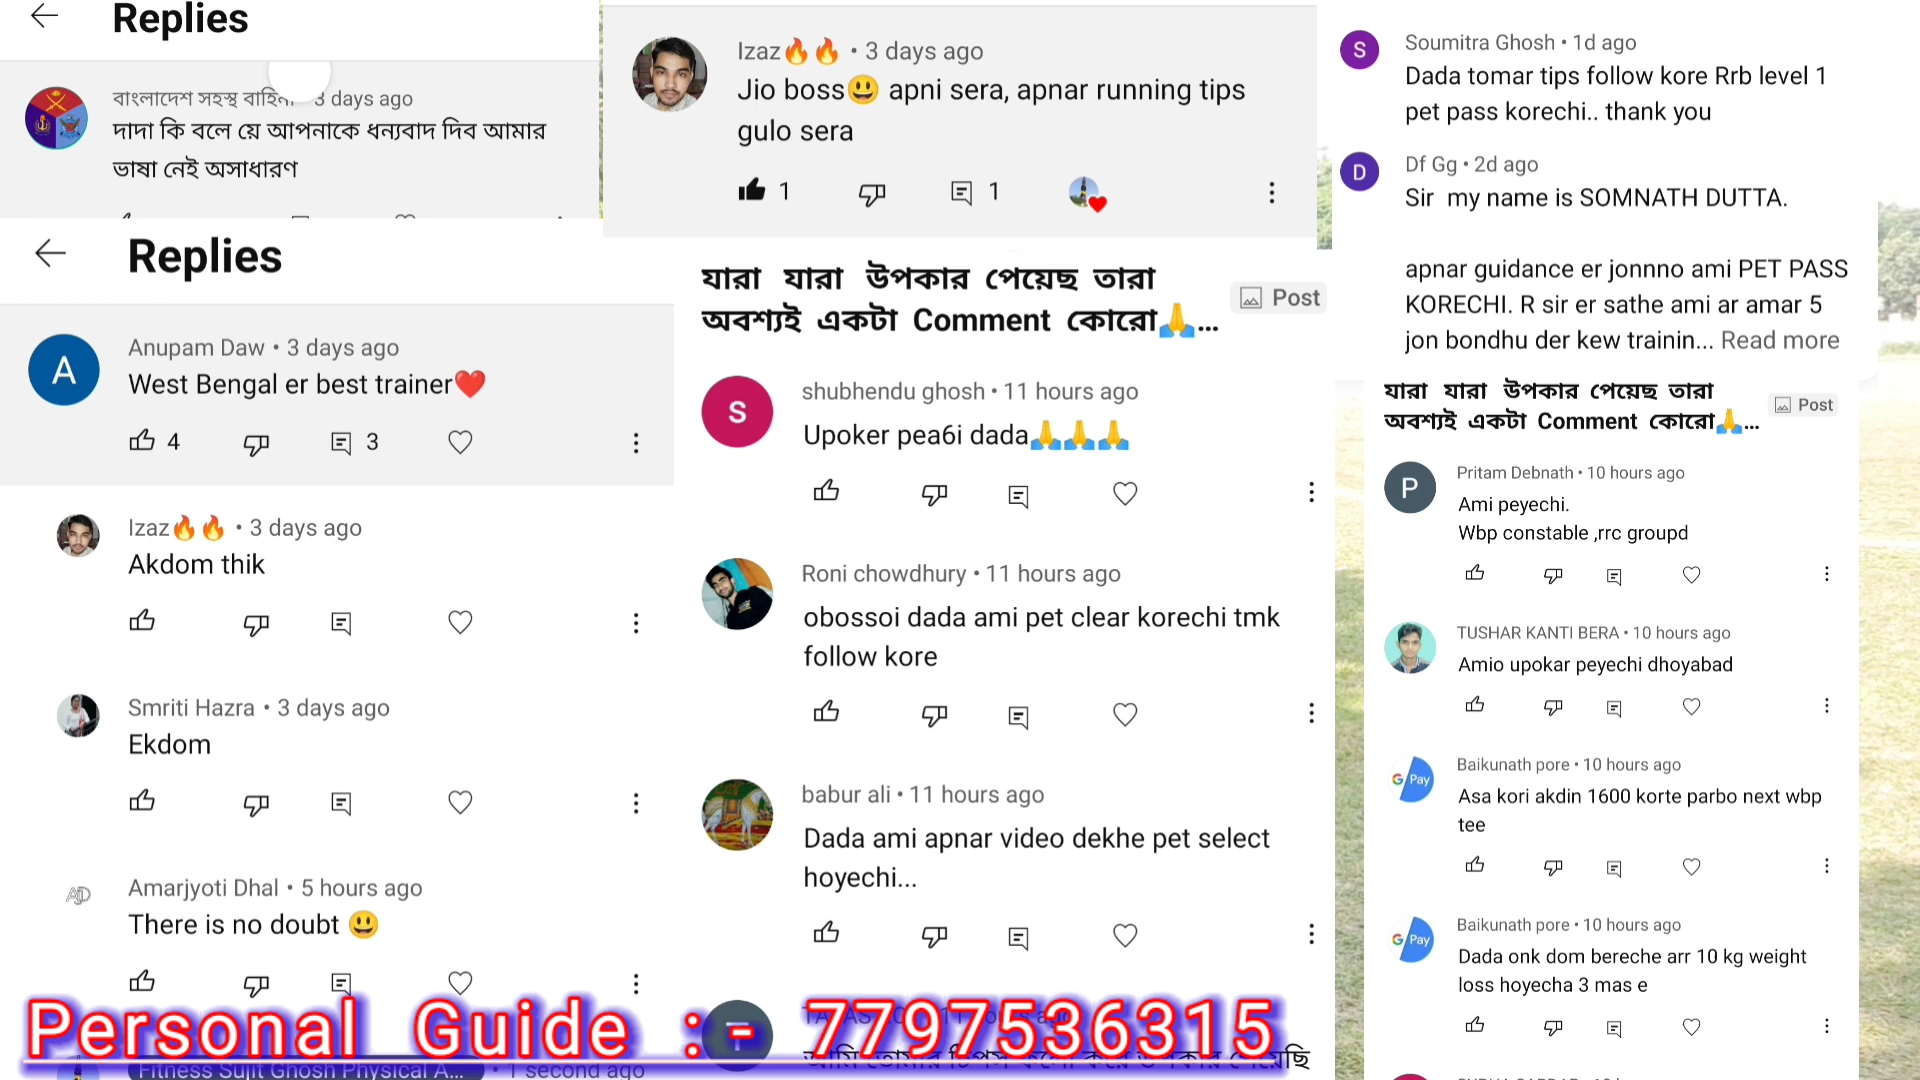 Replies
বাংলাদেশ সহস্থ বাহিনী 3 days ago
দাদা কি বলে যে আপনাকে ধন্যবাদ দিব আমার
ভাষা নেই অসাধারণ
Replies
Anupam Daw • 3 days ago
West Bengal er best trainer❤️
4 3
Izaz🔥🔥 • 3 days ago
Akdom thik
Smriti Hazra • 3 days ago
Ekdom
Amarjyoti Dhal • 5 hours ago
There is no doubt 😃
Fitness Sujit Ghosh Physical A... • 1 second ago
Izaz🔥🔥 • 3 days ago
Jio boss😃 apni sera, apnar running tips
gulo sera
1 1
যারা যারা উপকার পেয়েছ তারা
অবশ্যই একটা Comment কোরো🙏...
Post
shubhendu ghosh • 11 hours ago
Upoker pea6i dada🙏🙏🙏
Roni chowdhury • 11 hours ago
obossoi dada ami pet clear korechi tmk
follow kore
babur ali • 11 hours ago
Dada ami apnar video dekhe pet select
hoyechi...
Soumitra Ghosh • 1d ago
Dada tomar tips follow kore Rrb level 1
pet pass korechi.. thank you
Df Gg • 2d ago
Sir my name is SOMNATH DUTTA.
apnar guidance er jonnno ami PET PASS
KORECHI. R sir er sathe ami ar amar 5
jon bondhu der kew trainin... Read more
যারা যারা উপকার পেয়েছ তারা
অবশ্যই একটা Comment কোরো🙏...
Post
Pritam Debnath • 10 hours ago
Ami peyechi.
Wbp constable ,rrc groupd
TUSHAR KANTI BERA • 10 hours ago
Amio upokar peyechi dhoyabad
Baikunath pore • 10 hours ago
Asa kori akdin 1600 korte parbo next wbp
tee
Baikunath pore • 10 hours ago
Dada onk dom bereche arr 10 kg weight
loss hoyecha 3 mas e
Personal Guide :- 7797536315